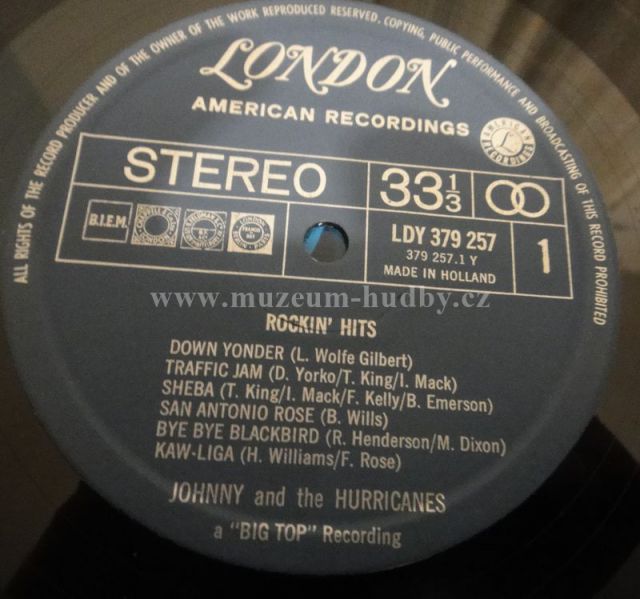 ALL RIGHTS OF THE RECORD PRODUCER AND OF THE OWNER OF THE WORK REPRODUCED RESERVED. COPYING, PUBLIC PERFORMANCE AND BROADCASTING OF THIS RECORD PROHIBITED
LONDON
AMERICAN RECORDINGS
AMERICAN RECORDINGS
STEREO
33 1/3
B.I.E.M.
LDY 379 257
379 257.1 Y
MADE IN HOLLAND
1
www.muzeum-hudby.cz
ROCKIN' HITS
DOWN YONDER (L. Wolfe Gilbert)
TRAFFIC JAM (D. Yorko/T. King/I. Mack)
SHEBA (T. King/I. Mack/F. Kelly/B. Emerson)
SAN ANTONIO ROSE (B. Wills)
BYE BYE BLACKBIRD (R. Henderson/M. Dixon)
KAW-LIGA (H. Williams/F. Rose)
JOHNNY and the HURRICANES
a "BIG TOP" Recording